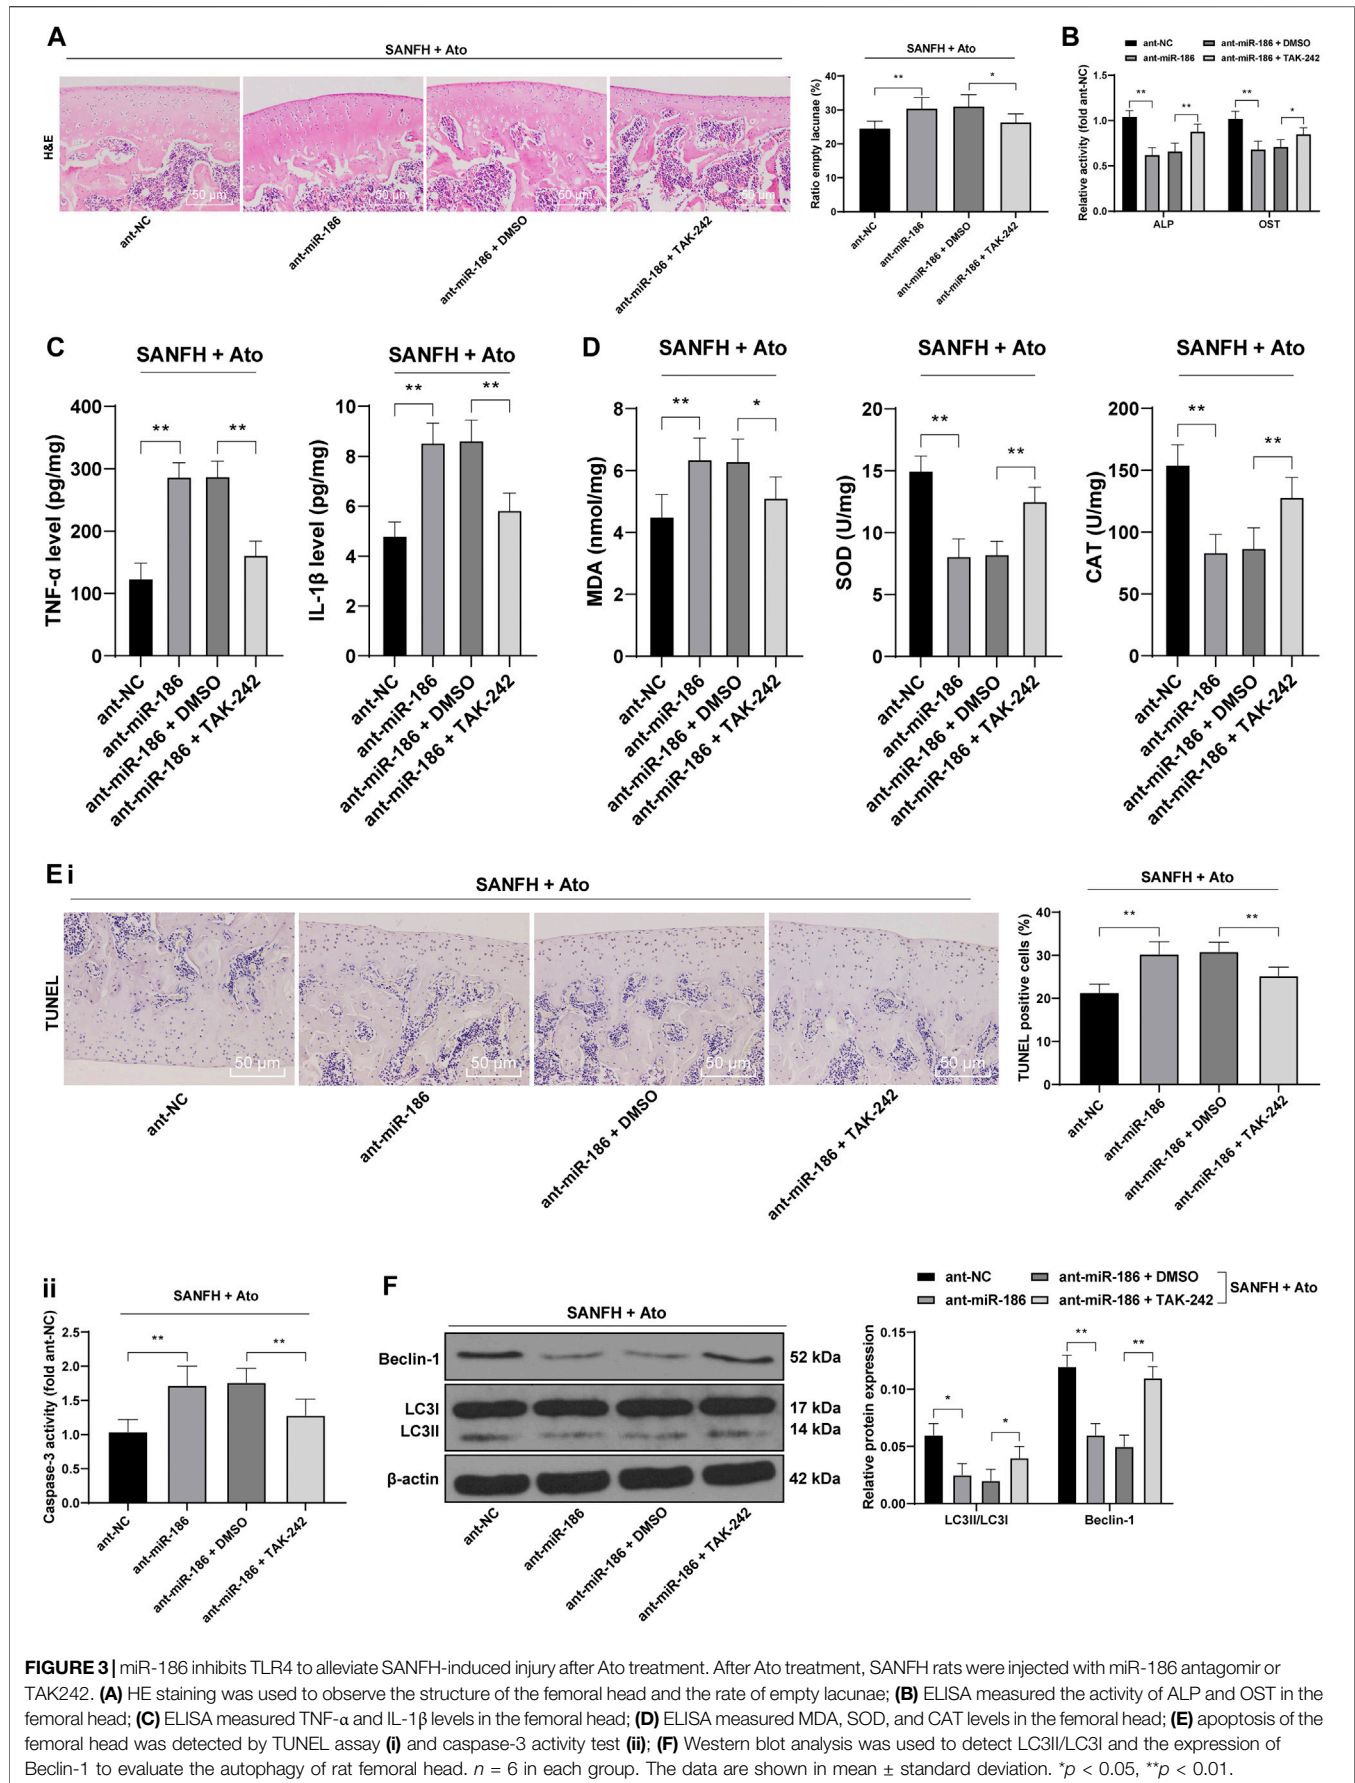 A
SANFH + Ato
H&E
50 µm
50 µm
50 µm
50 µm
ant-NC
ant-miR-186
ant-miR-186 + DMSO
ant-miR-186 + TAK-242
SANFH + Ato
Ratio empty lacunae (%)
40
30
20
10
0
**
*
ant-NC
ant-miR-186
ant-miR-186 + DMSO
ant-miR-186 + TAK-242
B
ant-NC
ant-miR-186 + DMSO
ant-miR-186
ant-miR-186 + TAK-242
Relative activity (fold ant-NC)
1.5
1.0
0.5
0.0
**
**
**
*
ALP
OST
C
SANFH + Ato
TNF-α level (pg/mg)
400
300
200
100
0
**
**
ant-NC
ant-miR-186
ant-miR-186 + DMSO
ant-miR-186 + TAK-242
SANFH + Ato
IL-1β level (pg/mg)
10
8
6
4
2
0
**
**
ant-NC
ant-miR-186
ant-miR-186 + DMSO
ant-miR-186 + TAK-242
D
SANFH + Ato
MDA (nmol/mg)
8
6
4
2
0
**
*
ant-NC
ant-miR-186
ant-miR-186 + DMSO
ant-miR-186 + TAK-242
SANFH + Ato
SOD (U/mg)
20
15
10
5
0
**
**
ant-NC
ant-miR-186
ant-miR-186 + DMSO
ant-miR-186 + TAK-242
SANFH + Ato
CAT (U/mg)
200
150
100
50
0
**
**
ant-NC
ant-miR-186
ant-miR-186 + DMSO
ant-miR-186 + TAK-242
E i
SANFH + Ato
TUNEL
50 µm
50 µm
50 µm
50 µm
ant-NC
ant-miR-186
ant-miR-186 + DMSO
ant-miR-186 + TAK-242
SANFH + Ato
TUNEL positive cells (%)
40
30
20
10
0
**
**
ant-NC
ant-miR-186
ant-miR-186 + DMSO
ant-miR-186 + TAK-242
ii
SANFH + Ato
Caspase-3 activity (fold ant-NC)
2.5
2.0
1.5
1.0
0.5
0.0
**
**
ant-NC
ant-miR-186
ant-miR-186 + DMSO
ant-miR-186 + TAK-242
F
SANFH + Ato
Beclin-1
52 kDa
LC3I
17 kDa
LC3II
14 kDa
β-actin
42 kDa
ant-NC
ant-miR-186
ant-miR-186 + DMSO
ant-miR-186 + TAK-242
ant-NC
ant-miR-186 + DMSO
ant-miR-186
ant-miR-186 + TAK-242
SANFH + Ato
Relative protein expression
0.15
0.10
0.05
0.00
*
*
**
**
LC3II/LC3I
Beclin-1
FIGURE 3 | miR-186 inhibits TLR4 to alleviate SANFH-induced injury after Ato treatment. After Ato treatment, SANFH rats were injected with miR-186 antagomir or
TAK242. (A) HE staining was used to observe the structure of the femoral head and the rate of empty lacunae; (B) ELISA measured the activity of ALP and OST in the
femoral head; (C) ELISA measured TNF-α and IL-1β levels in the femoral head; (D) ELISA measured MDA, SOD, and CAT levels in the femoral head; (E) apoptosis of the
femoral head was detected by TUNEL assay (i) and caspase-3 activity test (ii); (F) Western blot analysis was used to detect LC3II/LC3I and the expression of
Beclin-1 to evaluate the autophagy of rat femoral head. n = 6 in each group. The data are shown in mean ± standard deviation. *p < 0.05, **p < 0.01.